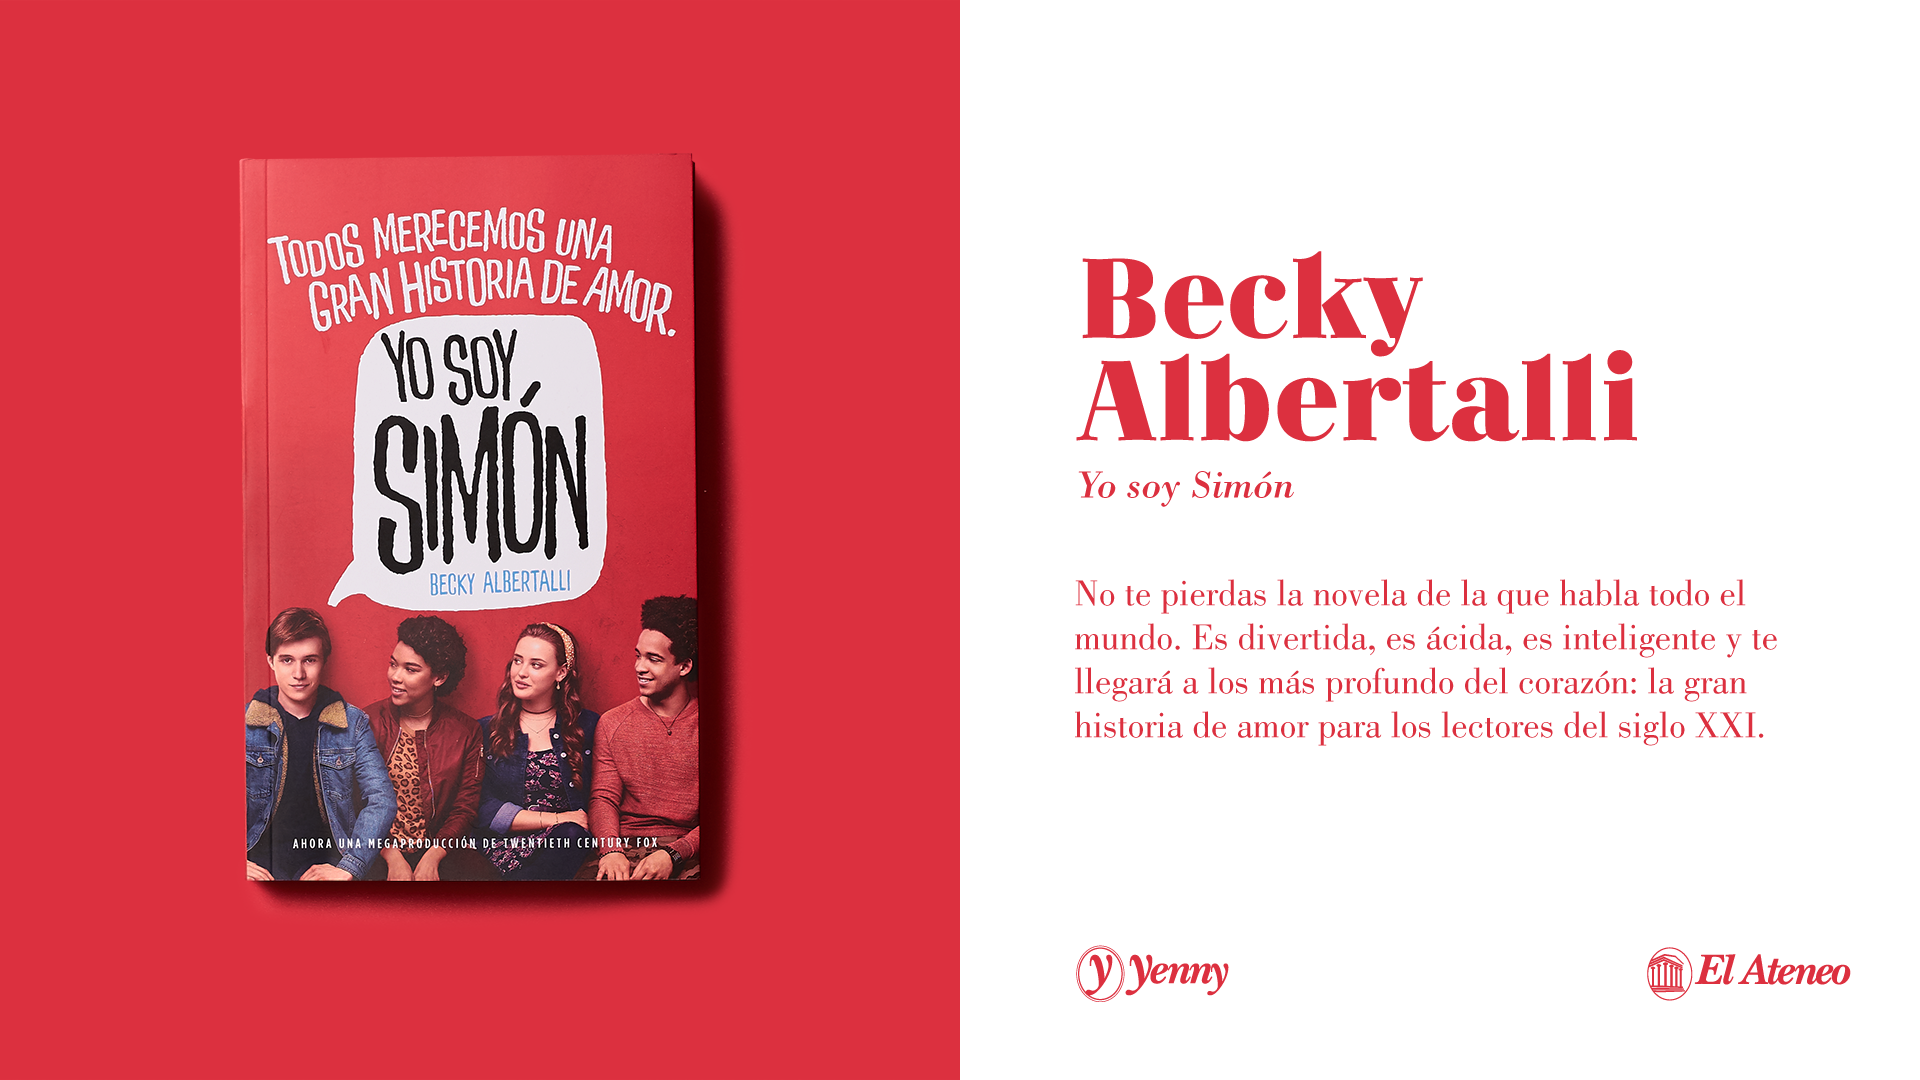 TODOS MERECEMOS UNA
GRAN HISTORIA DE AMOR.
YO SOY
SIMÓN
BECKY ALBERTALLI
AHORA UNA MEGAPRODUCCIÓN DE TWENTIETH CENTURY FOX
Becky
Albertalli
Yo soy Simón
No te pierdas la novela de la que habla todo el
mundo. Es divertida, es ácida, es inteligente y te
llegará a los más profundo del corazón: la gran
historia de amor para los lectores del siglo XXI.
y Yenny
El Ateneo